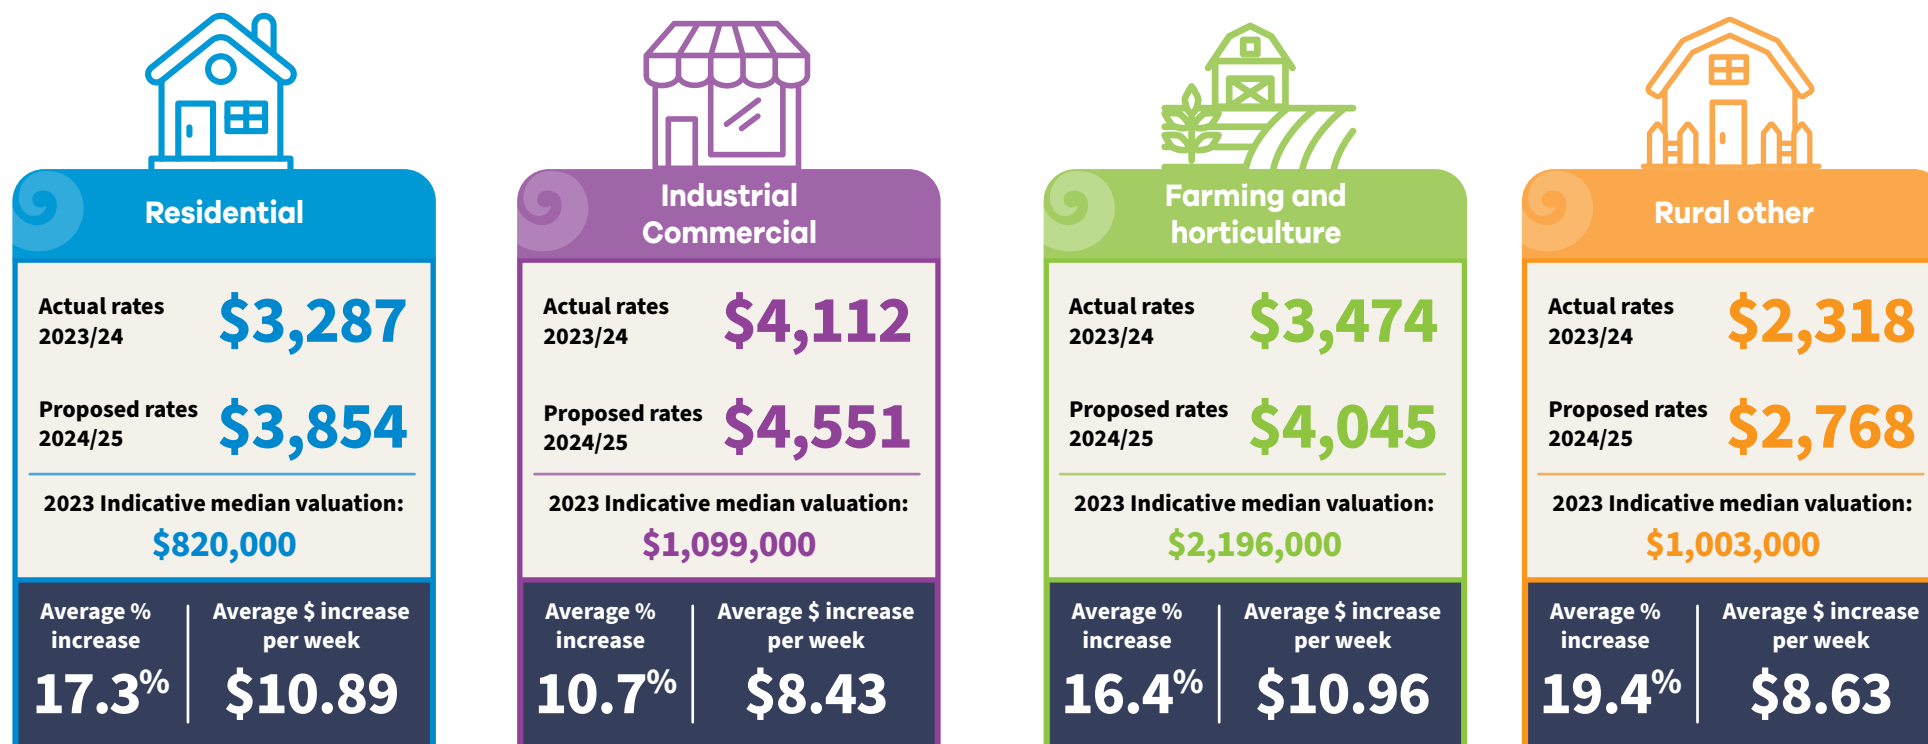 Residential
Actual rates
2023/24
$3,287
Proposed rates
2024/25
$3,854
2023 Indicative median valuation:
$820,000
Average %
increase
17.3%
Average $ increase
per week
$10.89
Industrial
Commercial
Actual rates
2023/24
$4,112
Proposed rates
2024/25
$4,551
2023 Indicative median valuation:
$1,099,000
Average %
increase
10.7%
Average $ increase
per week
$8.43
Farming and
horticulture
Actual rates
2023/24
$3,474
Proposed rates
2024/25
$4,045
2023 Indicative median valuation:
$2,196,000
Average %
increase
16.4%
Average $ increase
per week
$10.96
Rural other
Actual rates
2023/24
$2,318
Proposed rates
2024/25
$2,768
2023 Indicative median valuation:
$1,003,000
Average %
increase
19.4%
Average $ increase
per week
$8.63